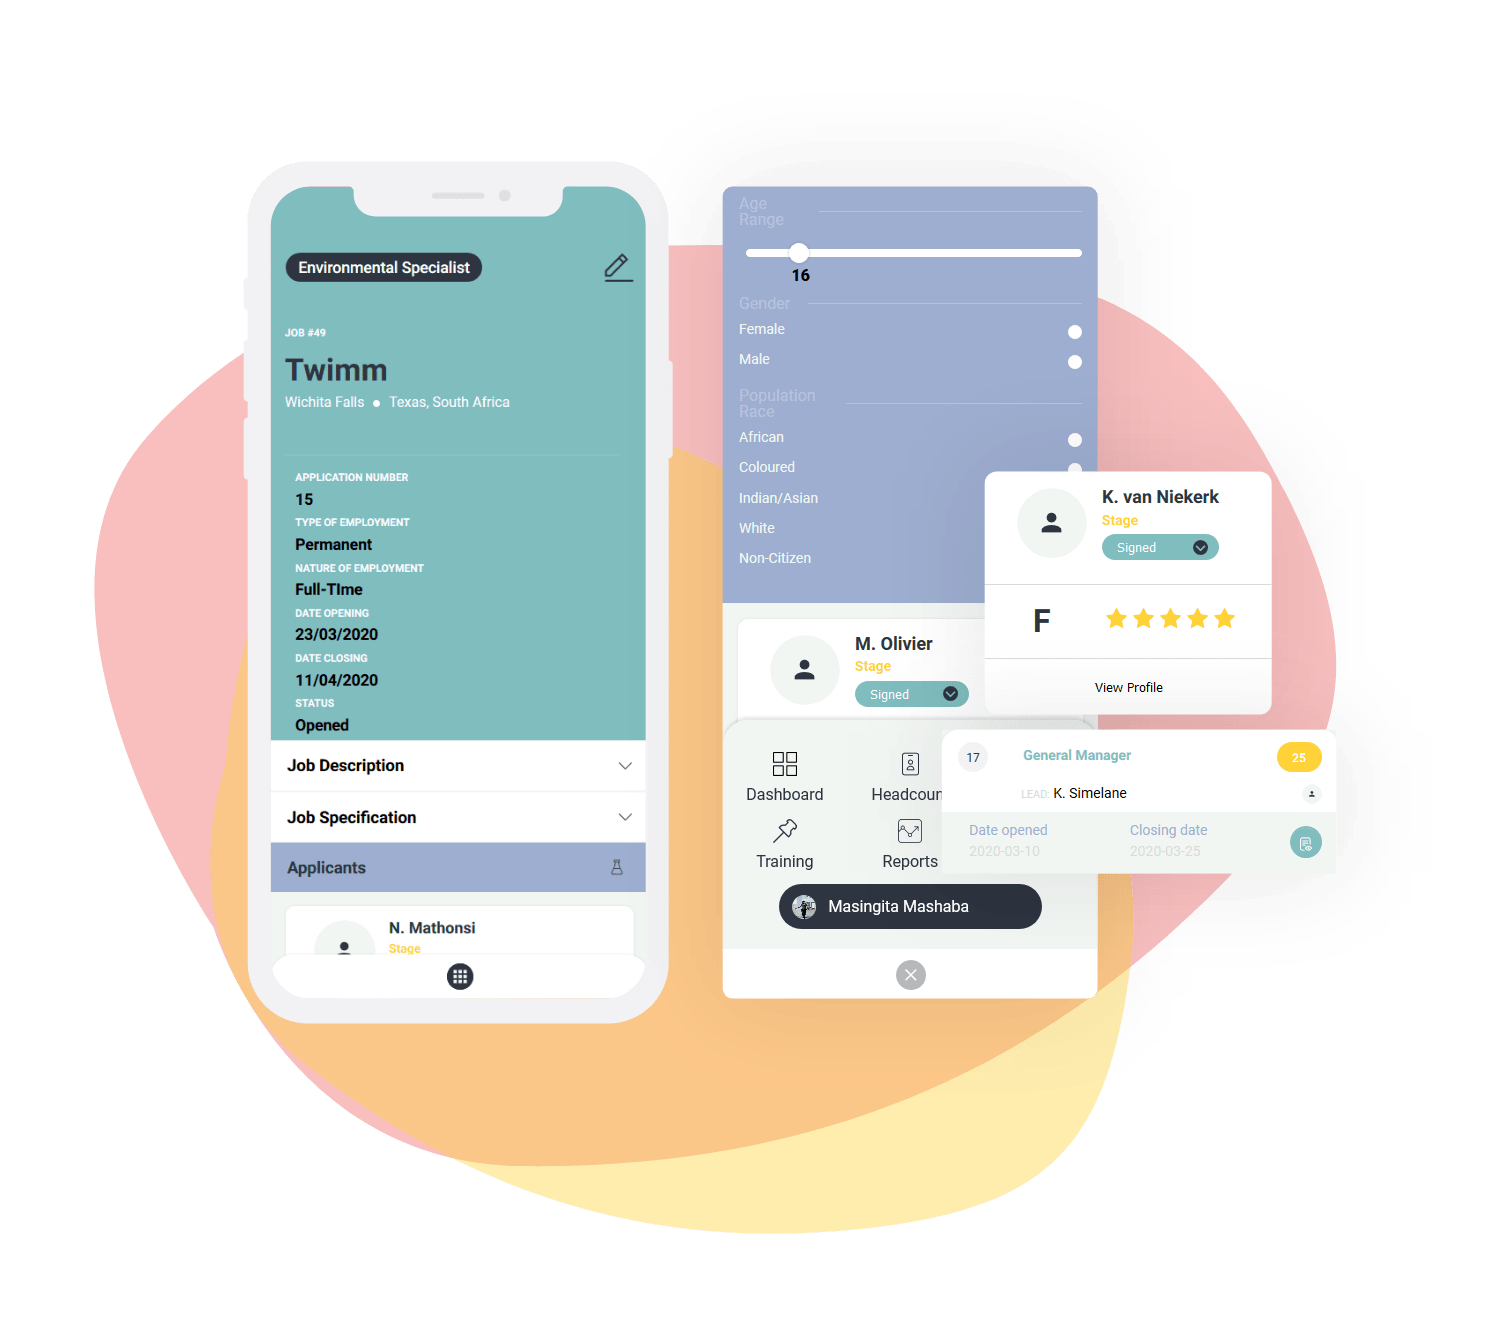 Environmental Specialist
JOB #49
Twimm
Wichita Falls
Texas, South Africa
APPLICATION NUMBER
15
TYPE OF EMPLOYMENT
Permanent
NATURE OF EMPLOYMENT
Full-TIme
DATE OPENING
23/03/2020
DATE CLOSING
11/04/2020
STATUS
Opened
Job Description
Job Specification
Applicants
N. Mathonsi
Stage
Age
Range
16
Gender
Female
Male
Population
Race
African
Coloured
Indian/Asian
White
Non-Citizen
K. van Niekerk
Stage
Signed
F
View Profile
M. Olivier
Stage
Signed
Dashboard
Headcoun
Training
Reports
Masingita Mashaba
17
General Manager
25
LEAD: K. Simelane
Date opened
Closing date
2020-03-10
2020-03-25